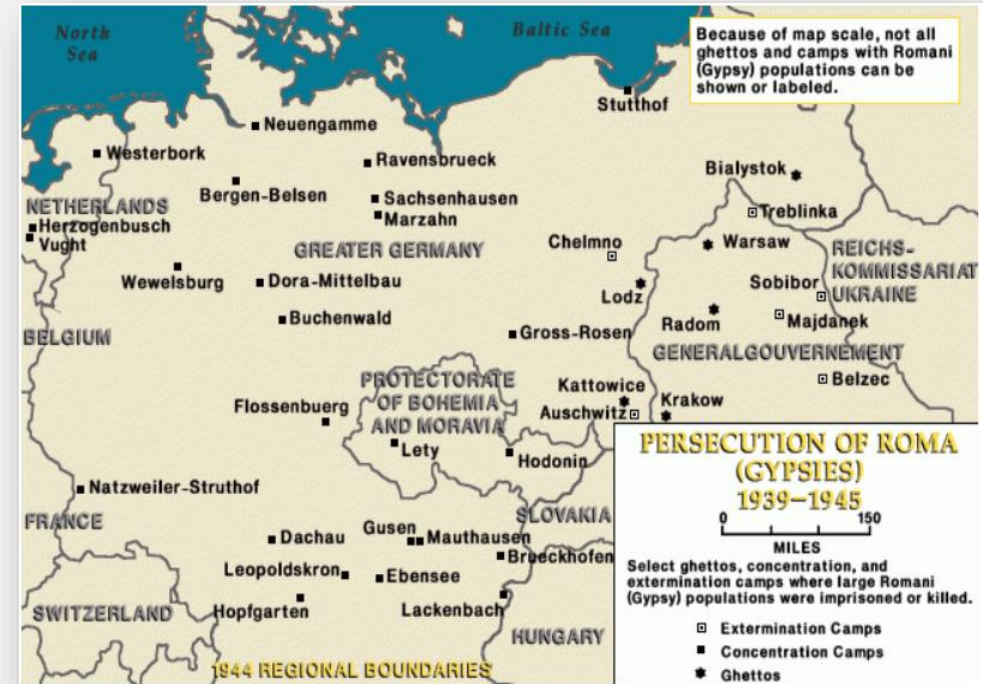 North
Sea
Baltic Sea
Because of map scale, not all
ghettos and camps with Romani
(Gypsy) populations can be
shown or labeled.
Stutthof
Neuengamme
Westerbork
Ravensbrueck
Bialystok
Bergen-Belsen
Sachsenhausen
Marzahn
Treblinka
NETHERLANDS
Herzogenbusch
Vught
GREATER GERMANY
Chelmno
Warsaw
REICHS-
KOMMISSARIAT
UKRAINE
Wewelsburg
Dora-Mittelbau
Lodz
Sobibor
Buchenwald
Radom
Majdanek
BELGIUM
Gross-Rosen
GENERALGOUVERNEMENT
PROTECTORATE
OF BOHEMIA
AND MORAVIA
Kattowice
Belzec
Flossenbuerg
Auschwitz
Krakow
Lety
Hodonin
Natzweiler-Struthof
FRANCE
SLOVAKIA
Dachau
Gusen
Mauthausen
Brueckhofen
Leopoldskron
Ebensee
SWITZERLAND
Hopfgarten
Lackenbach
HUNGARY
1944 REGIONAL BOUNDARIES
PERSECUTION OF ROMA
(GYPSIES)
1939–1945
0 150
MILES
Select ghettos, concentration, and
extermination camps where large Romani
(Gypsy) populations were imprisoned or killed.
Extermination Camps
Concentration Camps
Ghettos